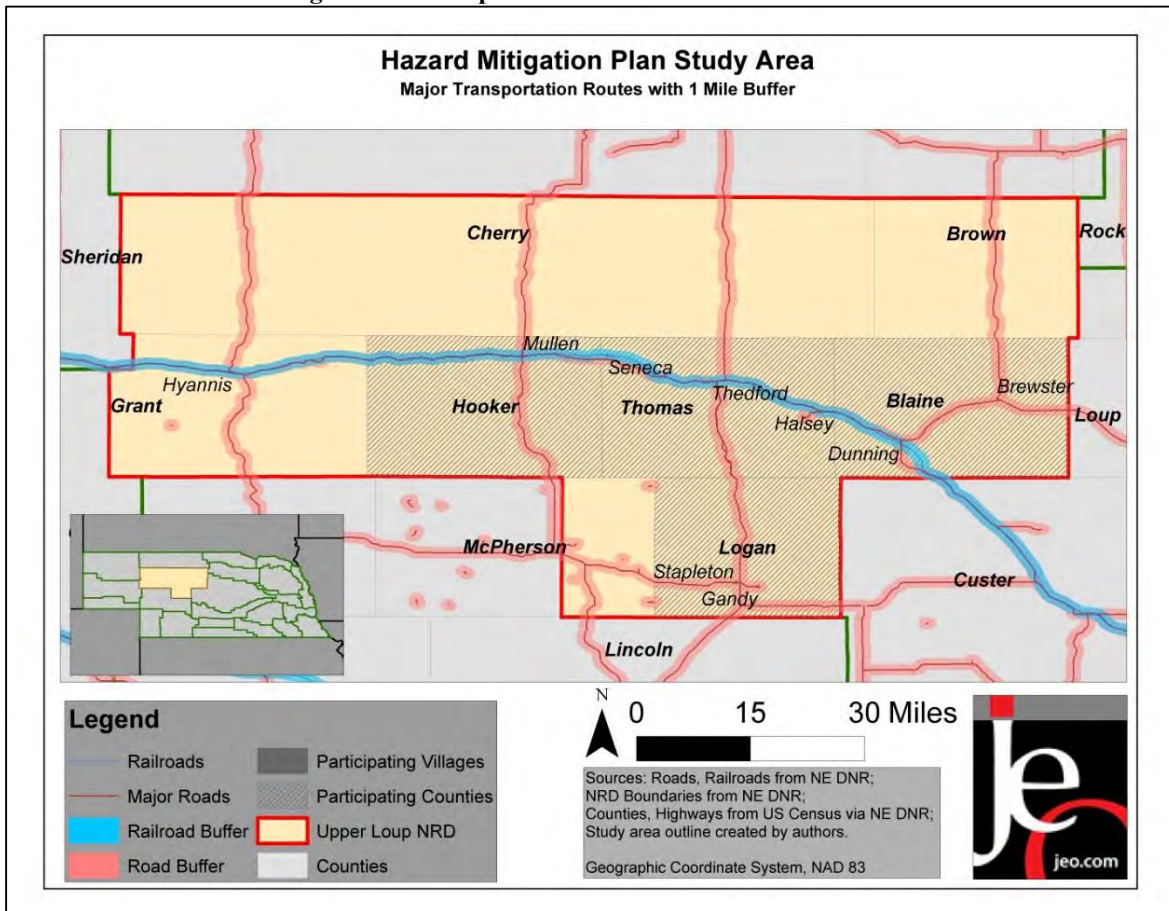 Hazard Mitigation Plan Study Area
Major Transportation Routes with 1 Mile Buffer
Cherry
Brown
Rock
Sheridan
Mullen
Seneca
Hyannis
Thedford
Brewster
Grant
Hooker
Thomas
Blaine
Loup
Halsey
Dunning
McPherson
Logan
Stapleton
Gandy
Custer
Lincoln
Legend
Railroads
Major Roads
Railroad Buffer
Road Buffer
Participating Villages
Participating Counties
Upper Loup NRD
Counties
N
0 15 30 Miles
Sources: Roads, Railroads from NE DNR;
NRD Boundaries from NE DNR;
Counties, Highways from US Census via NE DNR;
Study area outline created by authors.
Geographic Coordinate System, NAD 83
je
jeo.com